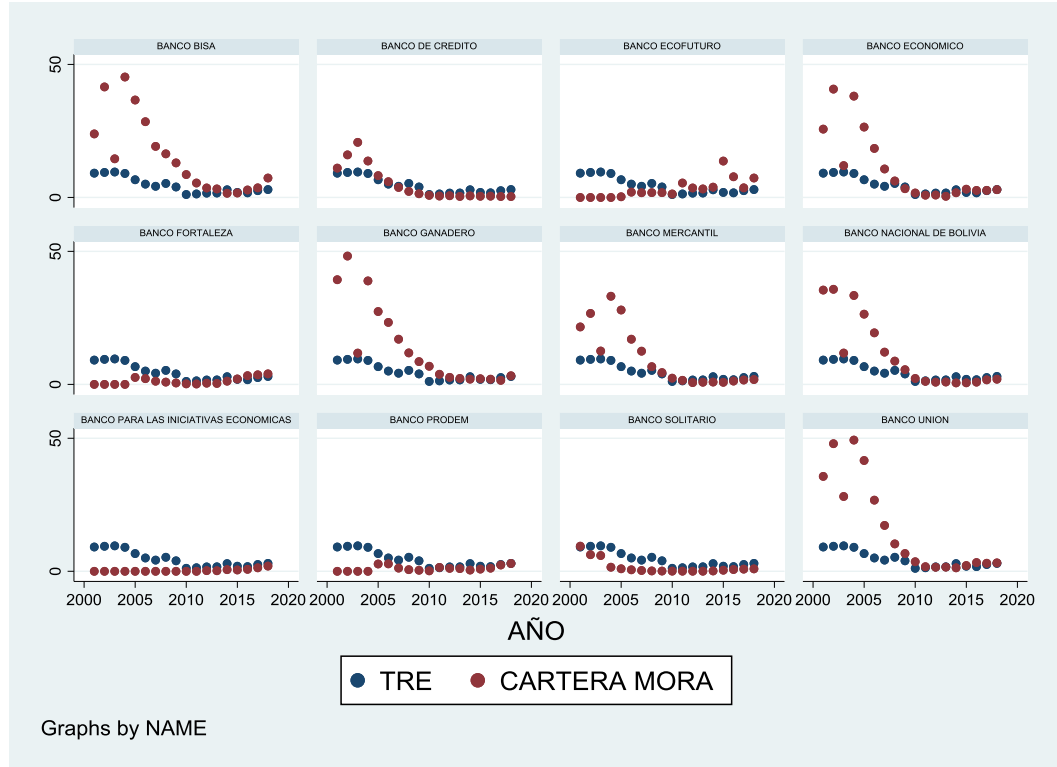 BANCO BISA BANCO DE CREDITO BANCO ECOFUTURO BANCO ECONOMICO
50
0
BANCO FORTALEZA BANCO GANADERO BANCO MERCANTIL BANCO NACIONAL DE BOLIVIA
50
0
BANCO PARA LAS INICIATIVAS ECONOMICAS BANCO PRODEM BANCO SOLITARIO BANCO UNION
50
0
2000 2005 2010 2015 2020 2000 2005 2010 2015 2020 2000 2005 2010 2015 2020 2000 2005 2010 2015 2020
AÑO
TRE CARTERA MORA
Graphs by NAME